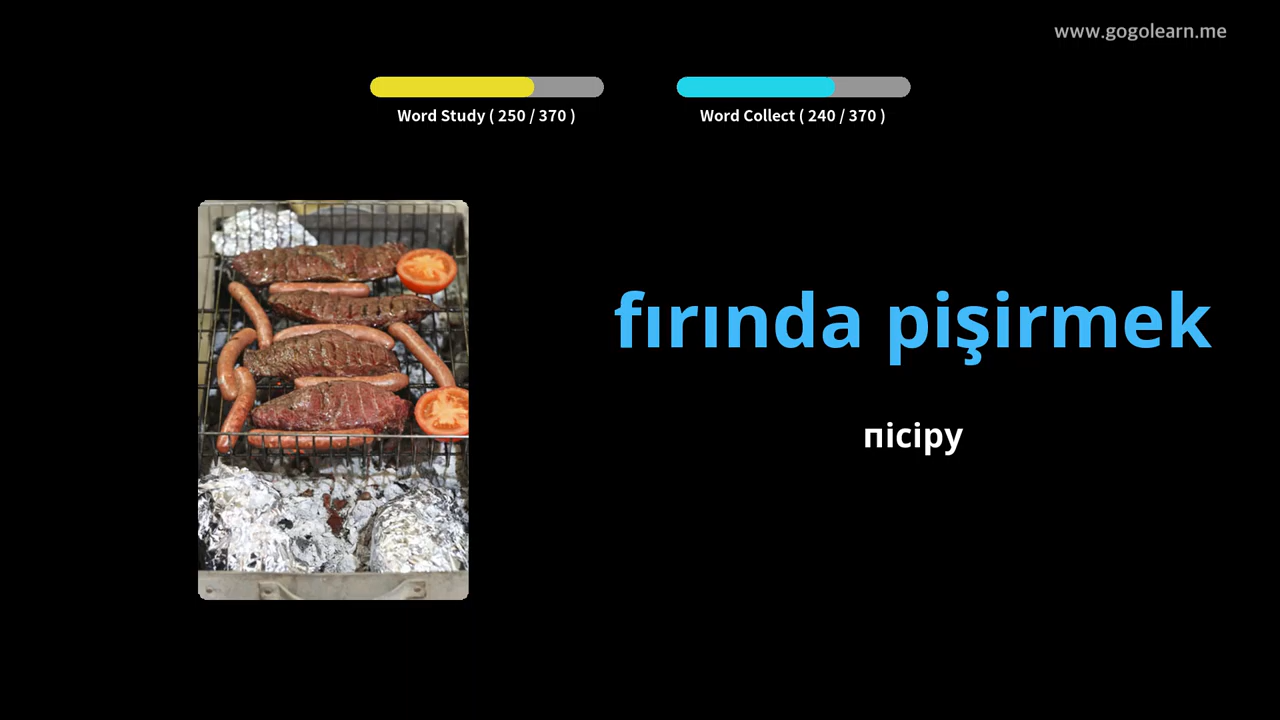 www.gogolearn.me
Word Study ( 250 / 370 )
Word Collect ( 240 / 370 )
fırında pişirmek
пісіру